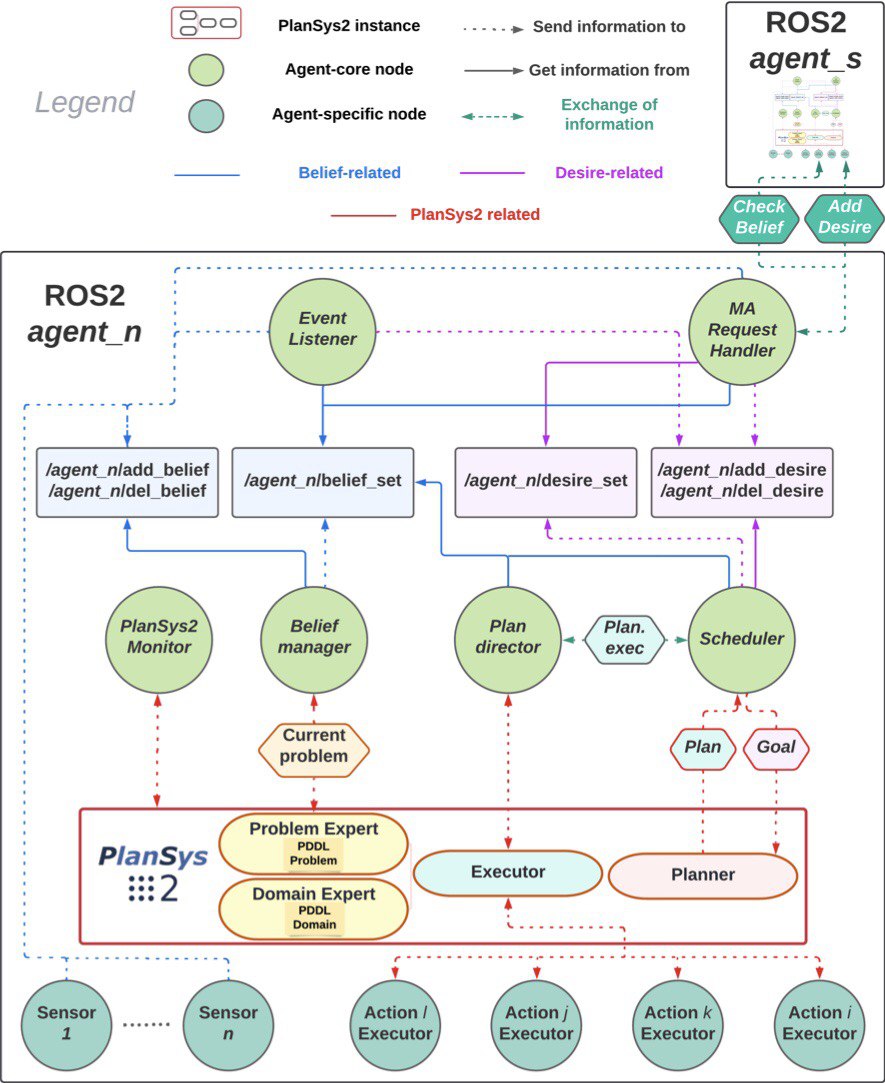 Legend
PlanSys2 instance
Agent-core node
Agent-specific node
Send information to
Get information from
Exchange of
information
Belief-related
Desire-related
PlanSys2 related
ROS2
agent_s
Check
Belief
Add
Desire
ROS2
agent_n
Event
Listener
MA
Request
Handler
/agent_n/add_belief
/agent_n/del_belief
/agent_n/belief_set
/agent_n/desire_set
/agent_n/add_desire
/agent_n/del_desire
PlanSys2
Monitor
Belief
manager
Plan
director
Plan.
exec
Scheduler
Current
problem
Plan
Goal
PlanSys
2
Problem Expert
PDDL
Problem
Domain Expert
PDDL
Domain
Executor
Planner
Sensor
1
Sensor
n
Action l
Executor
Action j
Executor
Action k
Executor
Action i
Executor